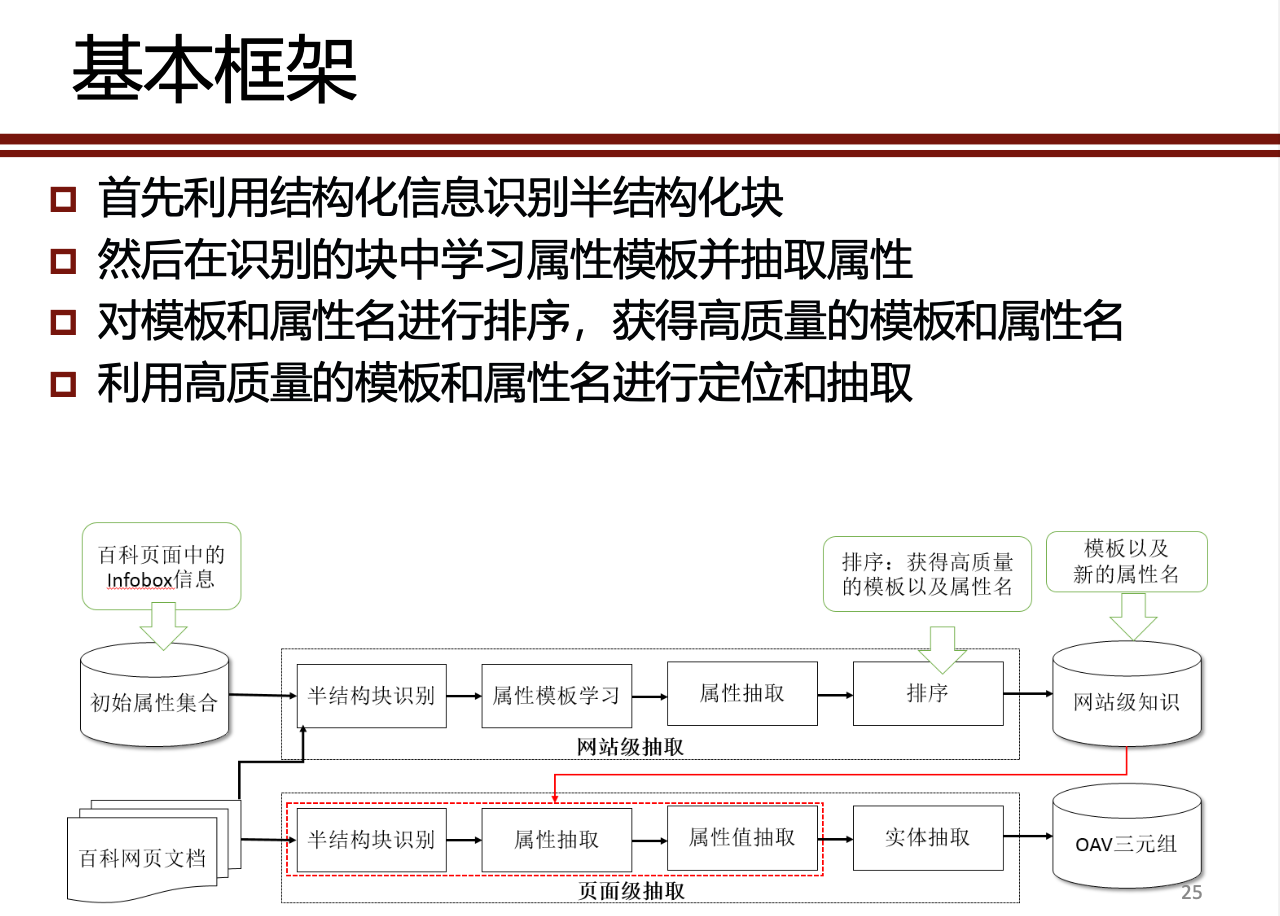 基本框架
首先利用结构化信息识别半结构化块
然后在识别的块中学习属性模板并抽取属性
对模板和属性名进行排序，获得高质量的模板和属性名
利用高质量的模板和属性名进行定位和抽取
百科页面中的
Infobox信息
排序：获得高质量
的模板以及属性名
模板以及
新的属性名
初始属性集合
半结构块识别
属性模板学习
属性抽取
排序
网站级知识
网站级抽取
百科网页文档
半结构块识别
属性抽取
属性值抽取
实体抽取
OAV三元组
页面级抽取
25